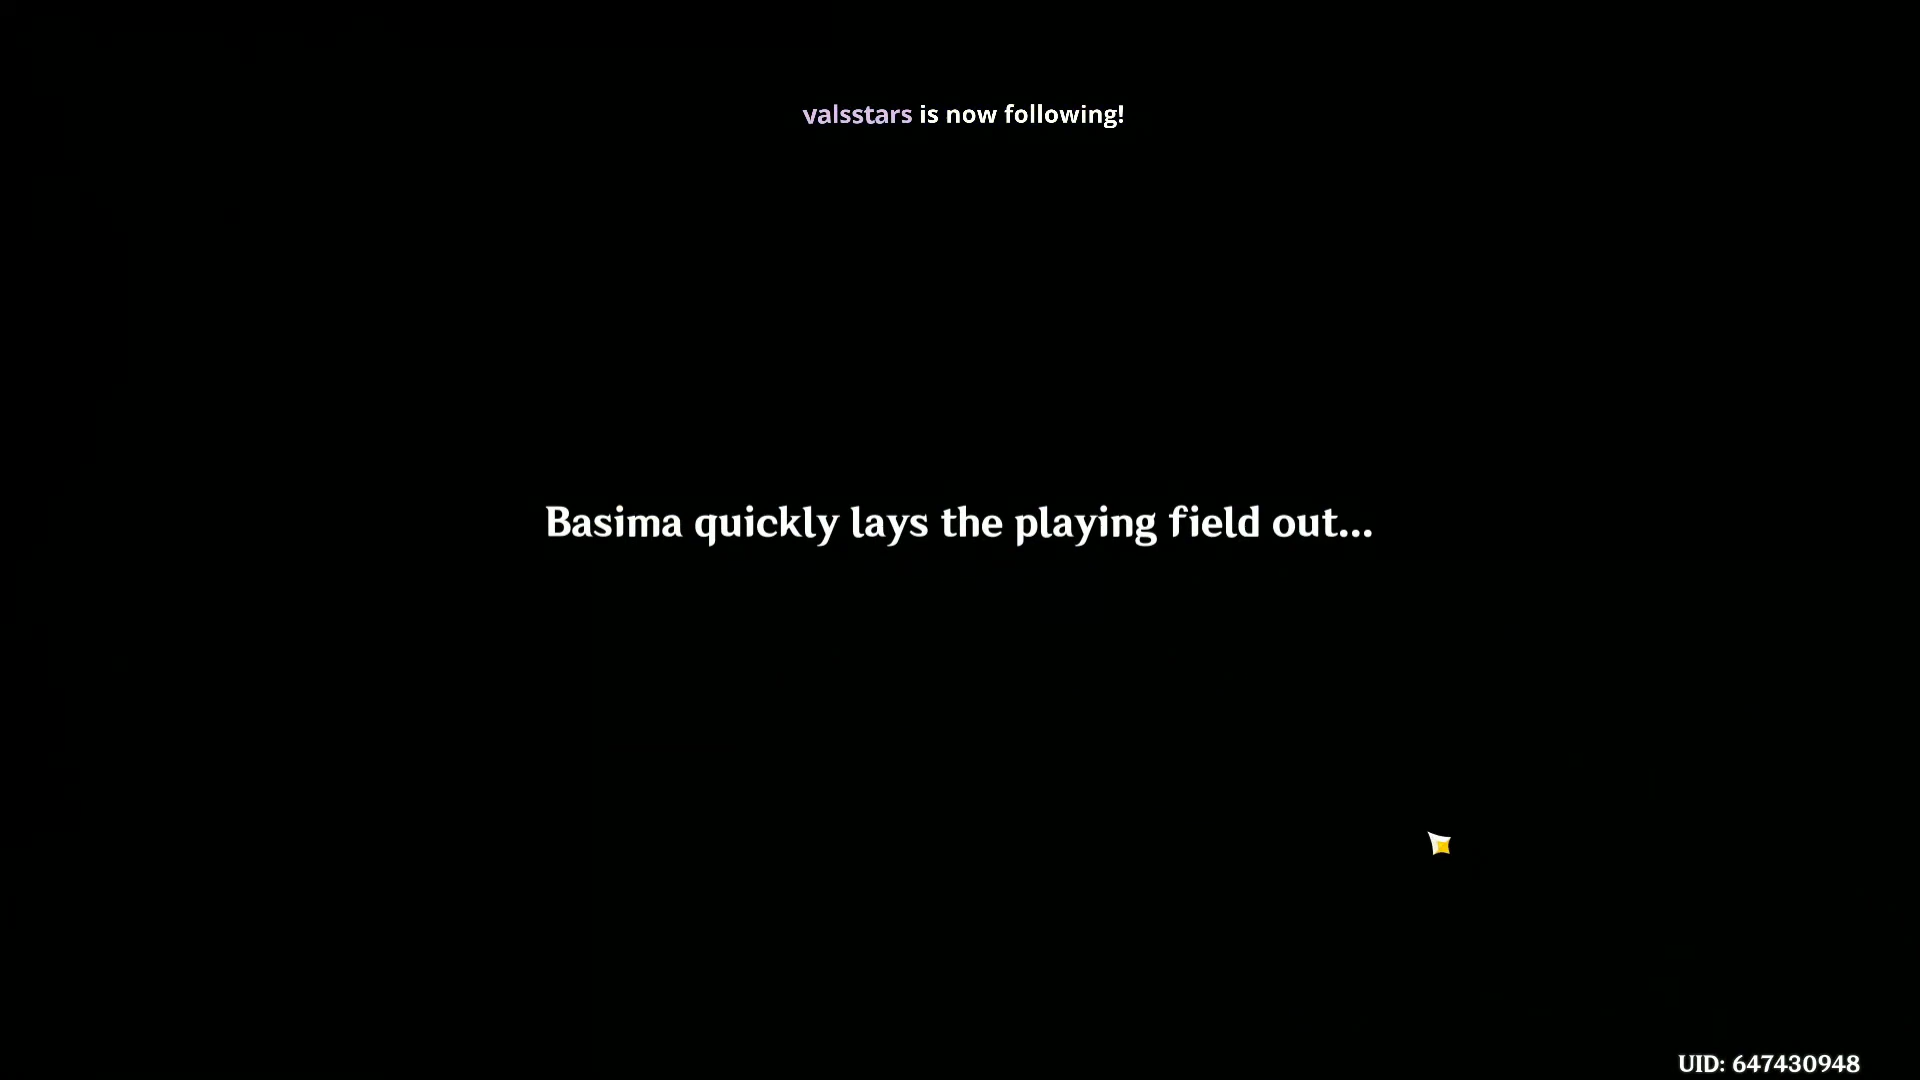 valsstars is now following!
Basima quickly lays the playing field out...
UID: 647430948